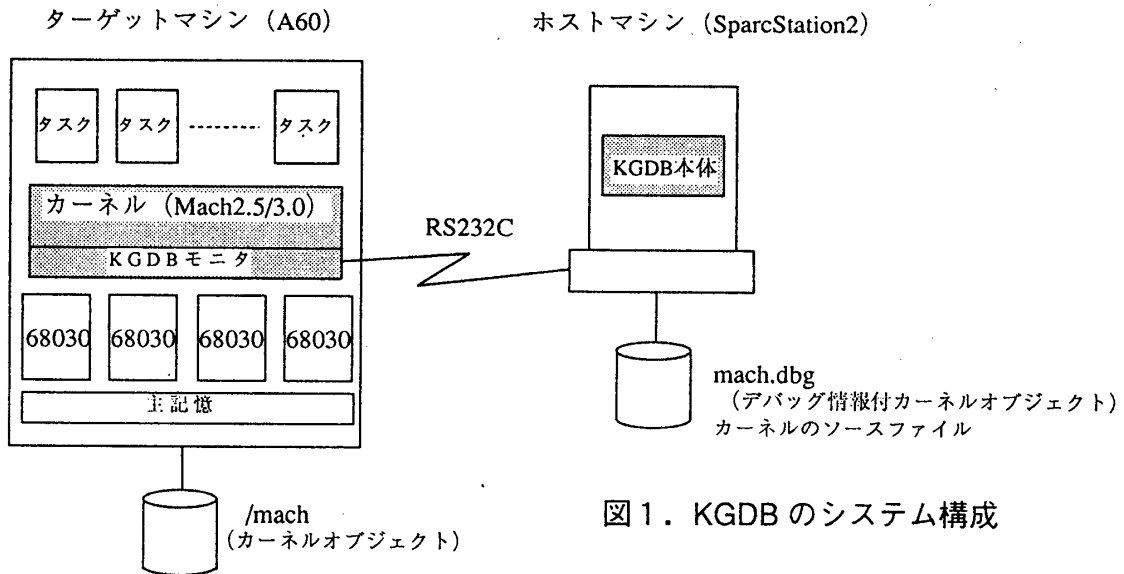 ターゲットマシン（A60）
ホストマシン（SparcStation2）
タスク
タスク
タスク
カーネル（Mach2.5/3.0）
KGDBモニタ
68030
68030
68030
68030
主記憶
/mach
（カーネルオブジェクト）
RS232C
KGDB本体
mach.dbg
（デバッグ情報付カーネルオブジェクト）
カーネルのソースファイル
図1．KGDBのシステム構成